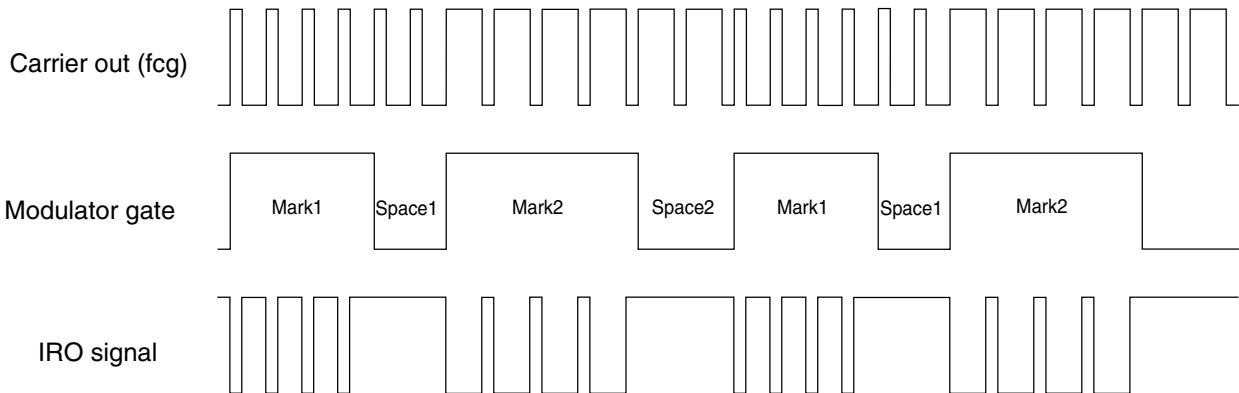 Carrier out (fcg)
Modulator gate
Mark1 Space1 Mark2 Space2 Mark1 Space1 Mark2
IRO signal